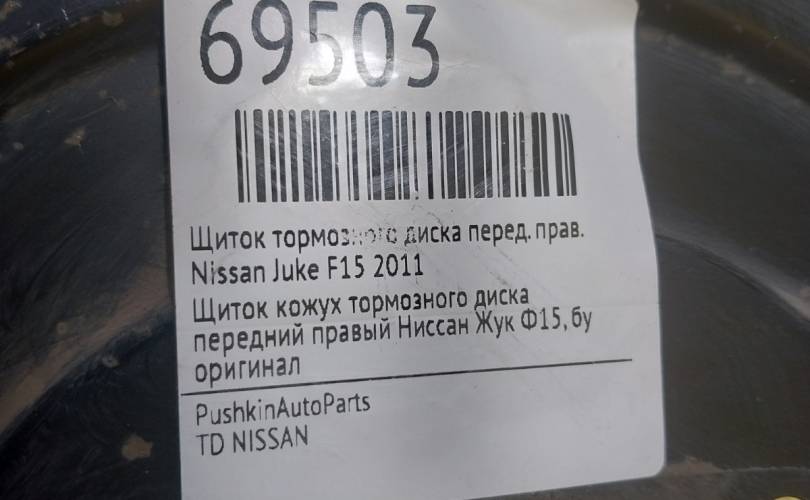 69503
Щиток тормозного диска перед. прав.
Nissan Juke F15 2011
Щиток кожух тормозного диска
передний правый Ниссан Жук Ф15, бу
оригинал
PushkinAutoParts
TD NISSAN